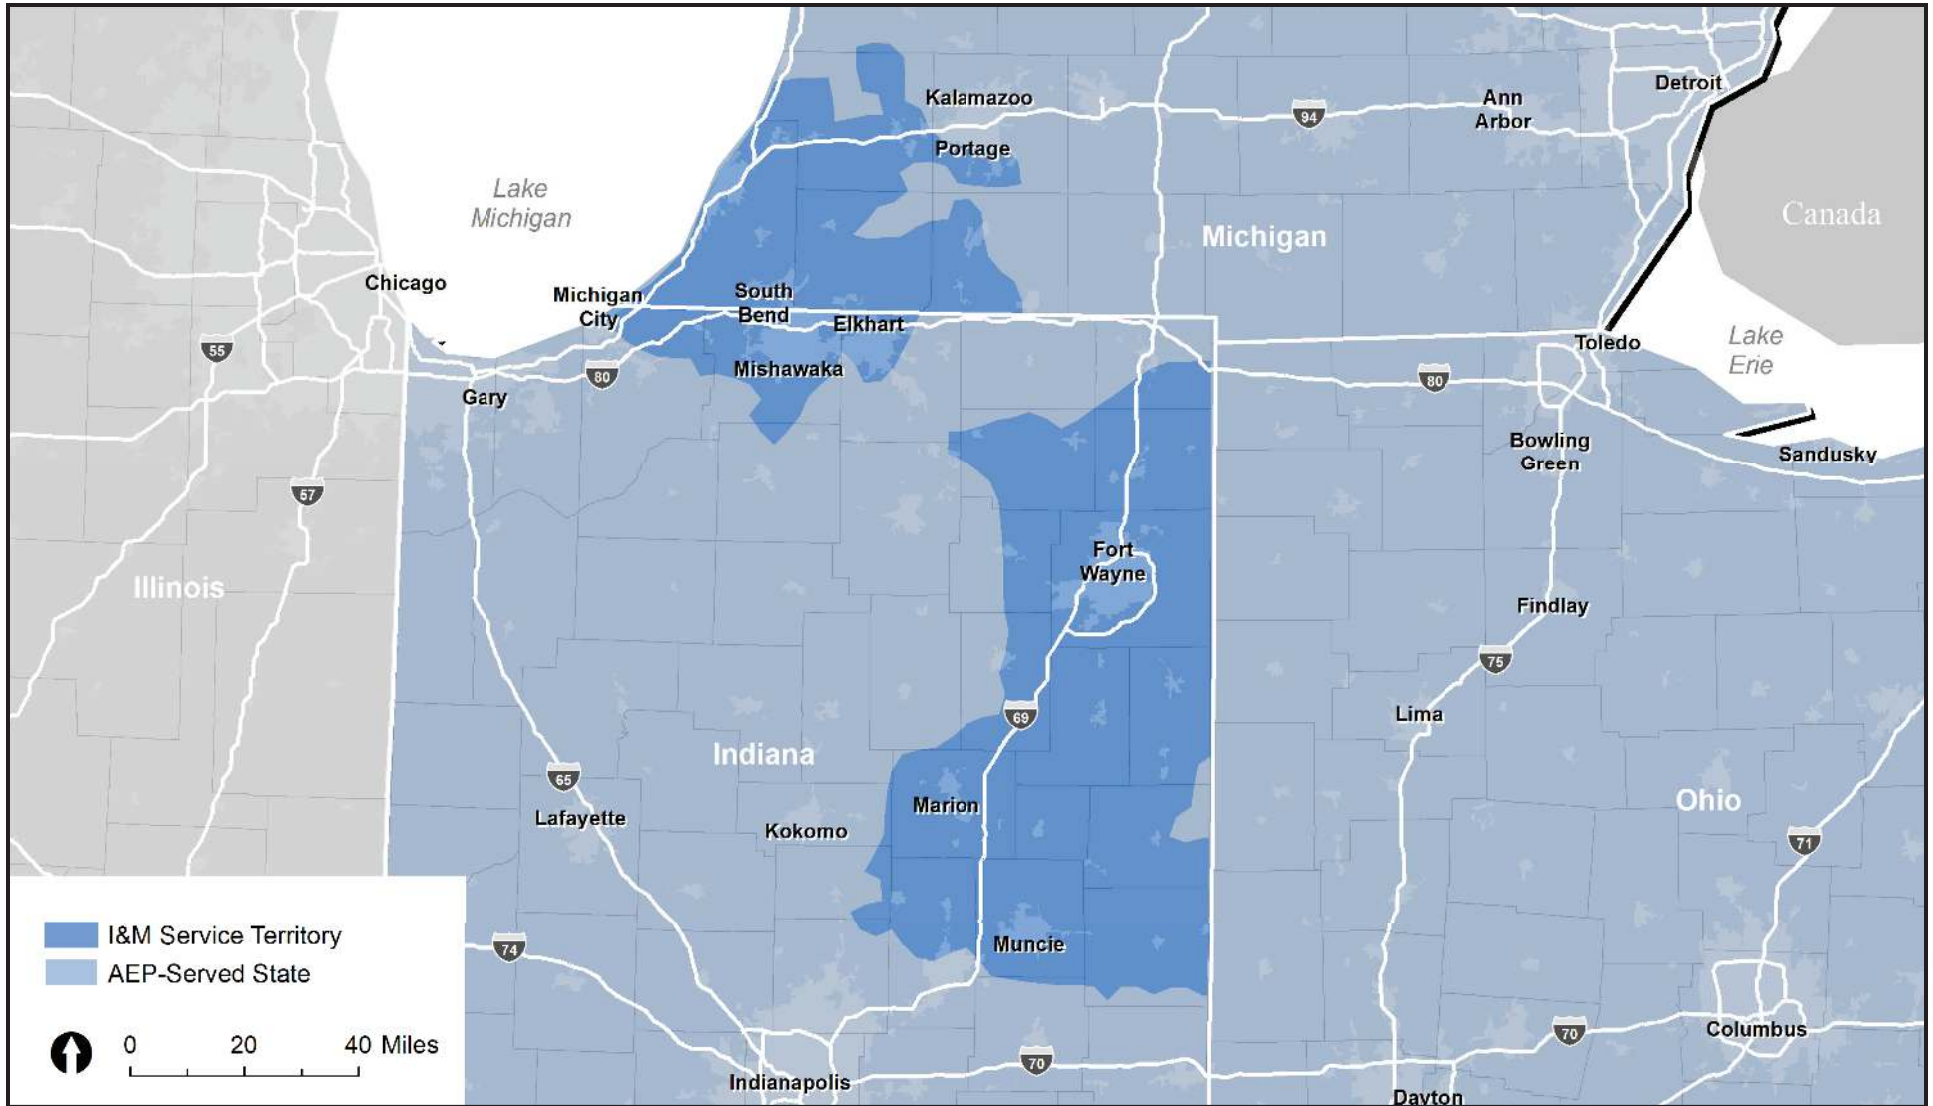 Kalamazoo
Portage
94
Ann
Arbor
Detroit
Lake
Michigan
Canada
Michigan
Chicago
Michigan
City
South
Bend
Elkhart
Mishawaka
Lake
Erie
Toledo
55
80
Gary
80
Bowling
Green
Sandusky
57
Fort
Wayne
Illinois
Findlay
75
69
Lima
Indiana
65
Marion
Lafayette
Kokomo
Ohio
71
74
Muncie
I&M Service Territory
AEP-Served State
0 20 40 Miles
70
70
Columbus
Indianapolis
Dayton